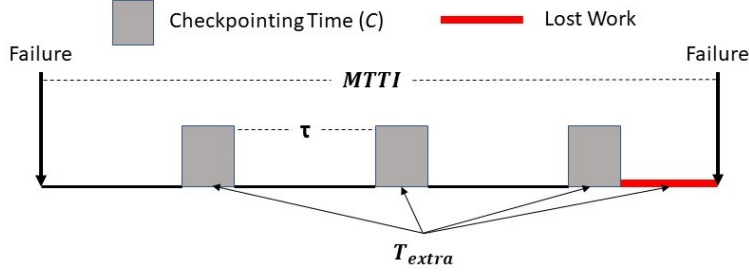 Checkpointing Time (C)
Lost Work
Failure
Failure
MTTI
τ
T_extra